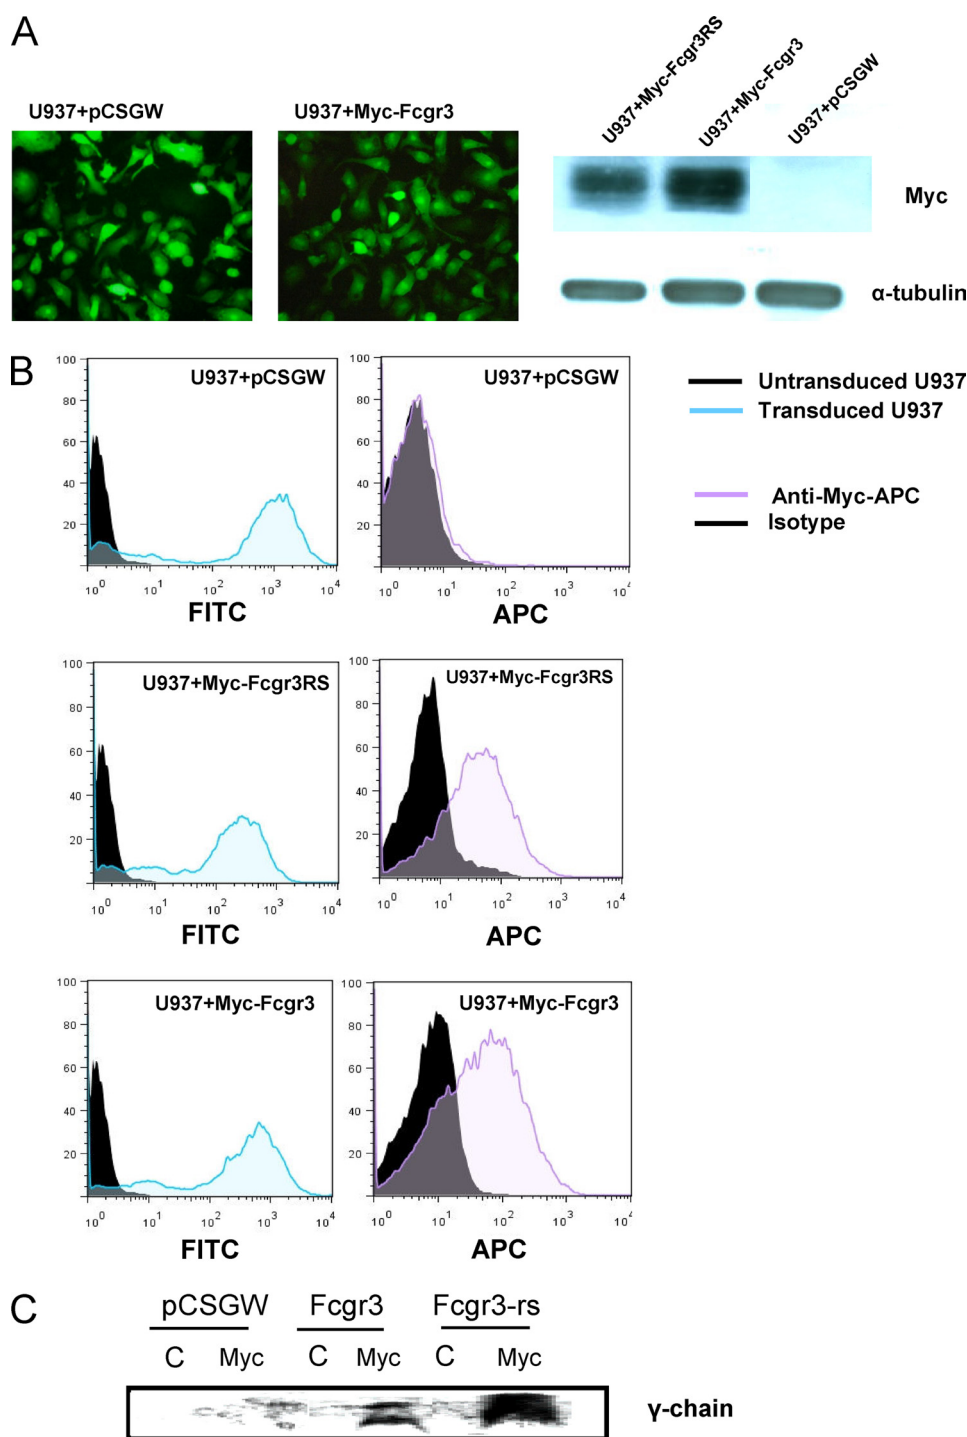 A
U937+pCSGW
U937+Myc-Fcgr3
U937+Myc-Fcgr3RS
U937+Myc-Fcgr3
U937+pCSGW
Myc
α-tubulin
B
U937+pCSGW
100
80
60
40
20
10^0 10^1 10^2 10^3 10^4
FITC
U937+pCSGW
100
80
60
40
20
10^0 10^1 10^2 10^3 10^4
APC
Untransduced U937
Transduced U937
Anti-Myc-APC
Isotype
U937+Myc-Fcgr3RS
100
80
60
40
20
10^0 10^1 10^2 10^3 10^4
FITC
U937+Myc-Fcgr3RS
100
80
60
40
20
10^0 10^1 10^2 10^3 10^4
APC
U937+Myc-Fcgr3
100
80
60
40
20
10^0 10^1 10^2 10^3 10^4
FITC
U937+Myc-Fcgr3
100
80
60
40
20
10^0 10^1 10^2 10^3 10^4
APC
C
pCSGW Fcgr3 Fcgr3-rs
C Myc C Myc C Myc
γ-chain